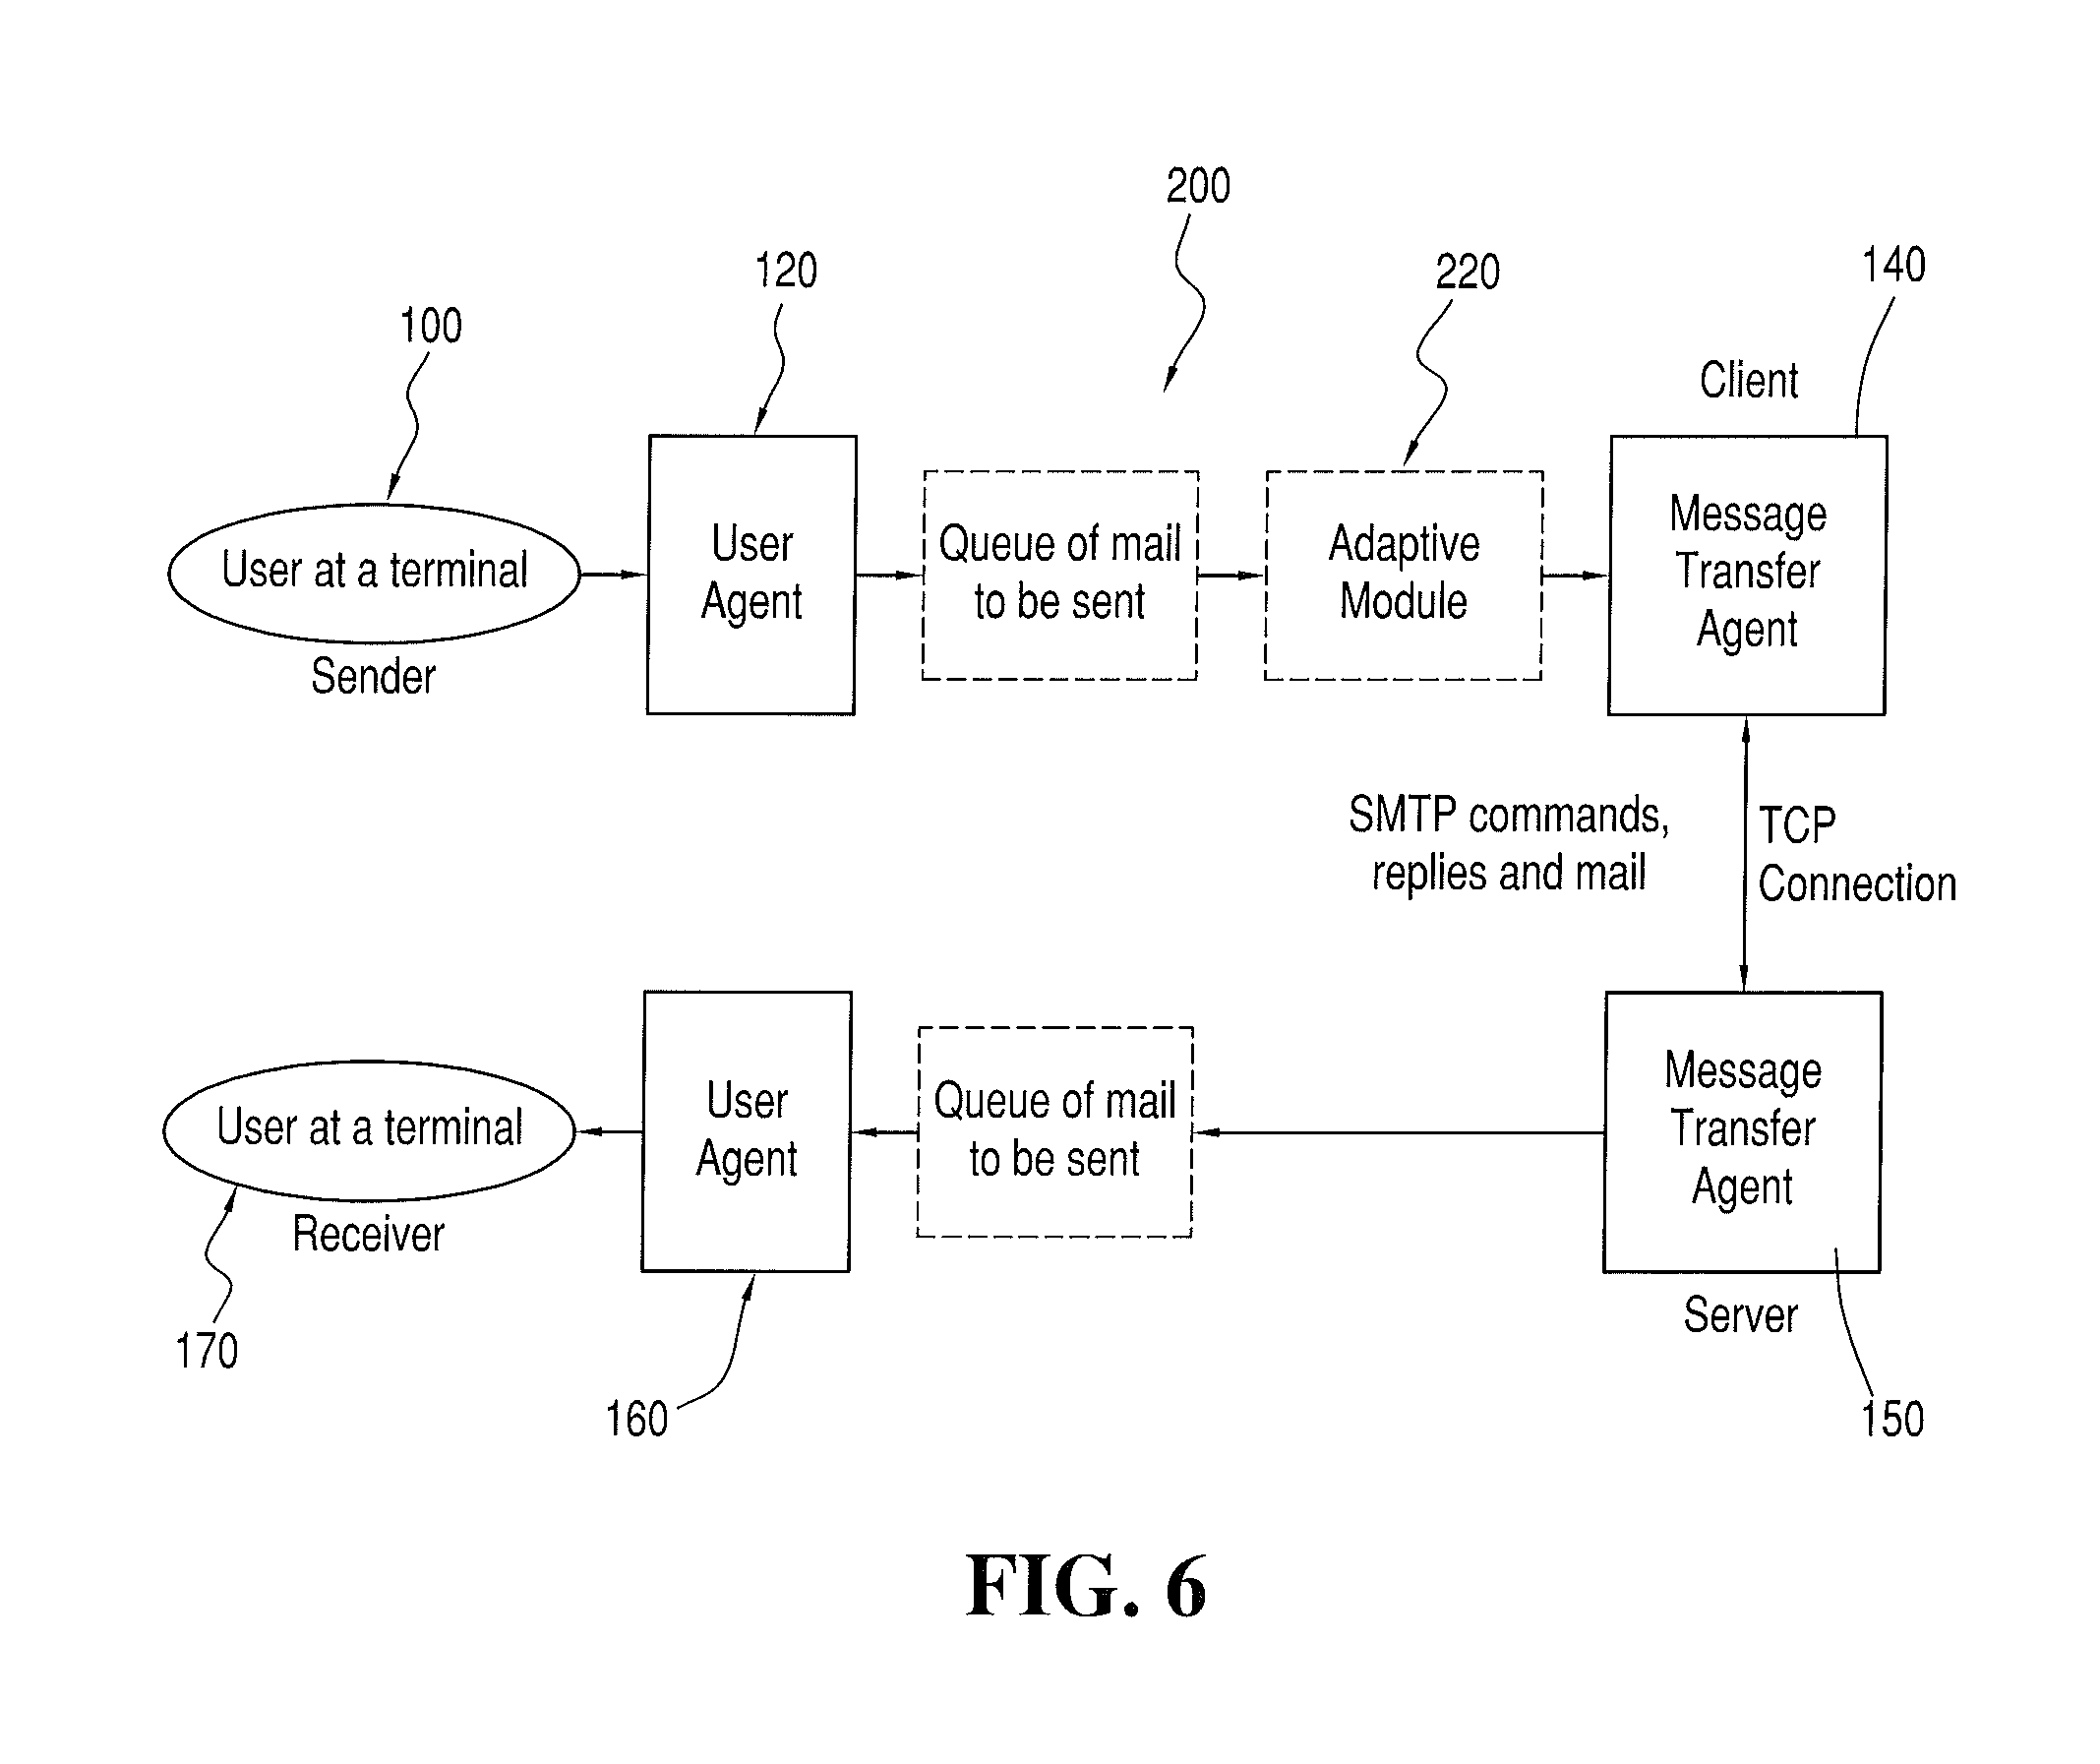 200
120
220
140
100
Client
User at a terminal
Sender
User
Agent
Queue of mail
to be sent
Adaptive
Module
Message
Transfer
Agent
SMTP commands,
replies and mail
TCP
Connection
User at a terminal
Receiver
User
Agent
Queue of mail
to be sent
Message
Transfer
Agent
Server
170
160
150
FIG. 6